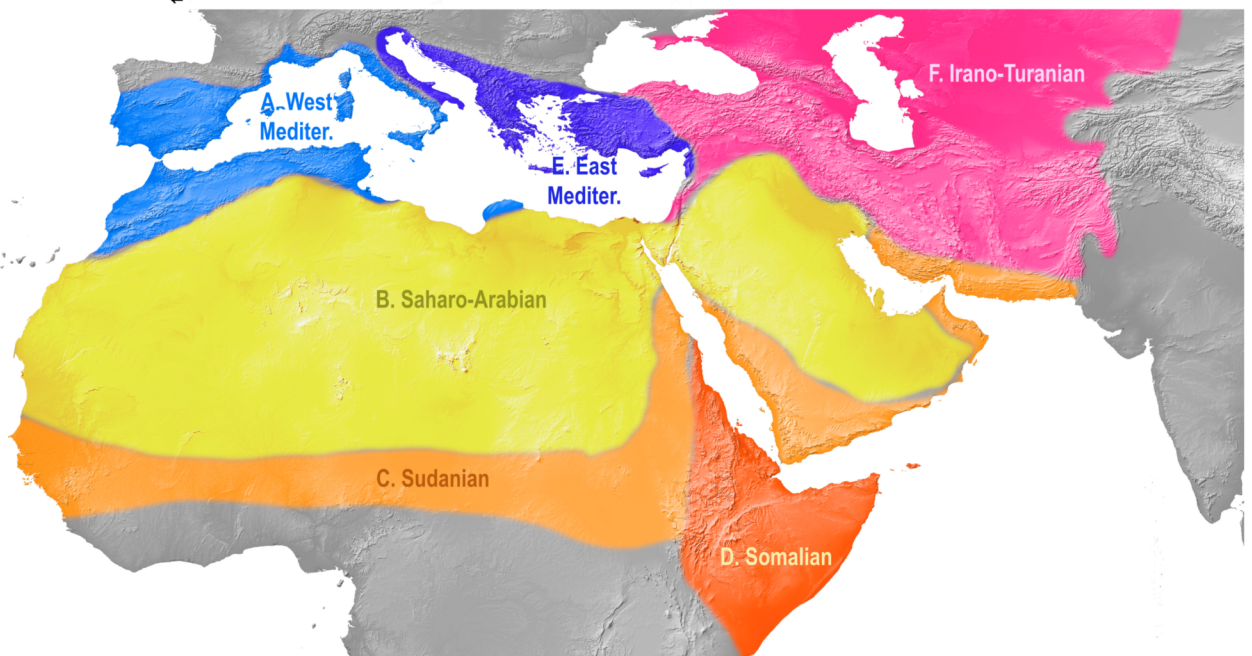 F. Irano-Turanian
A. West
Mediter.
E. East
Mediter.
B. Saharo-Arabian
C. Sudanian
D. Somalian